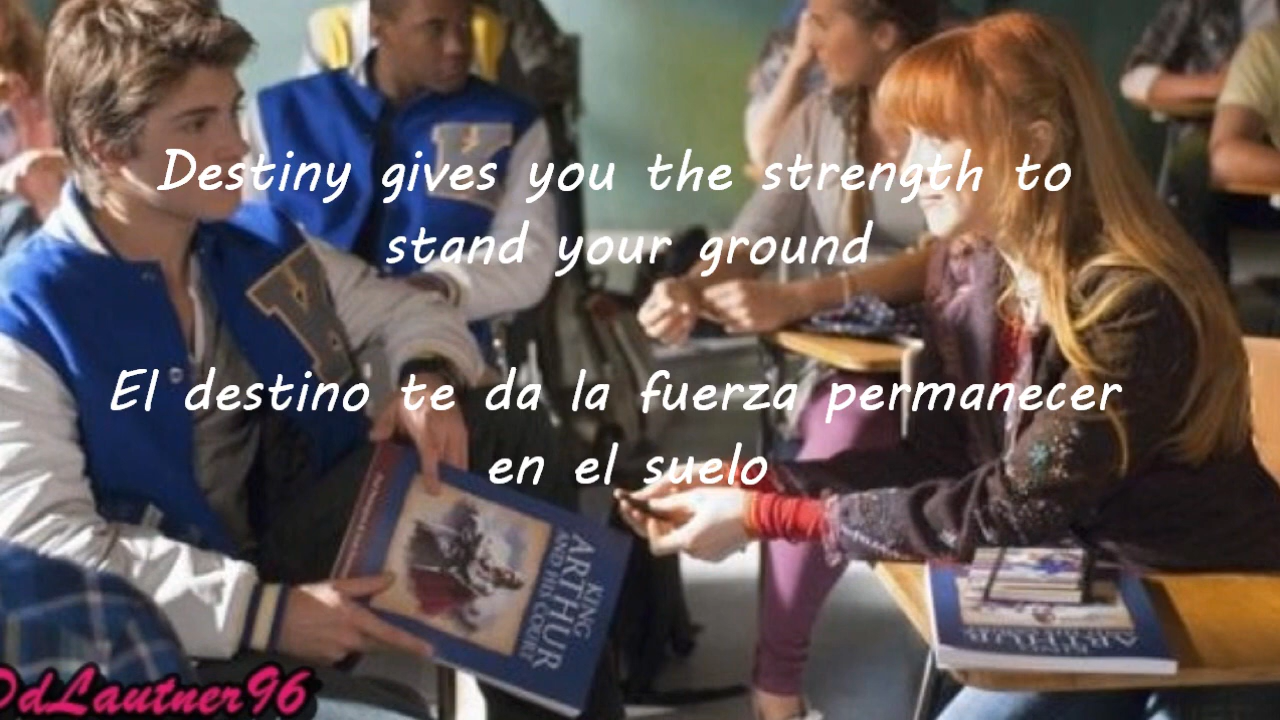 Destiny gives you the strength to
stand your ground
El destino te da la fuerza permanecer
en el suelo
KING
ARTHUR
AND HIS COURT
dLautner96